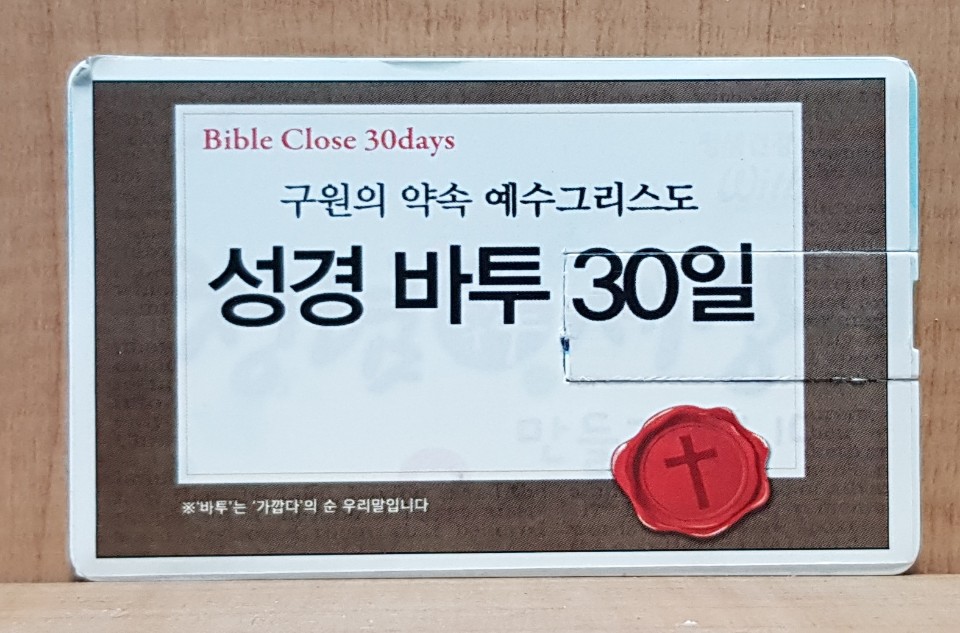 Bible Close 30days
구원의 약속 예수그리스도
성경 바투 30일
※'바투'는 '가깝다'의 순 우리말입니다